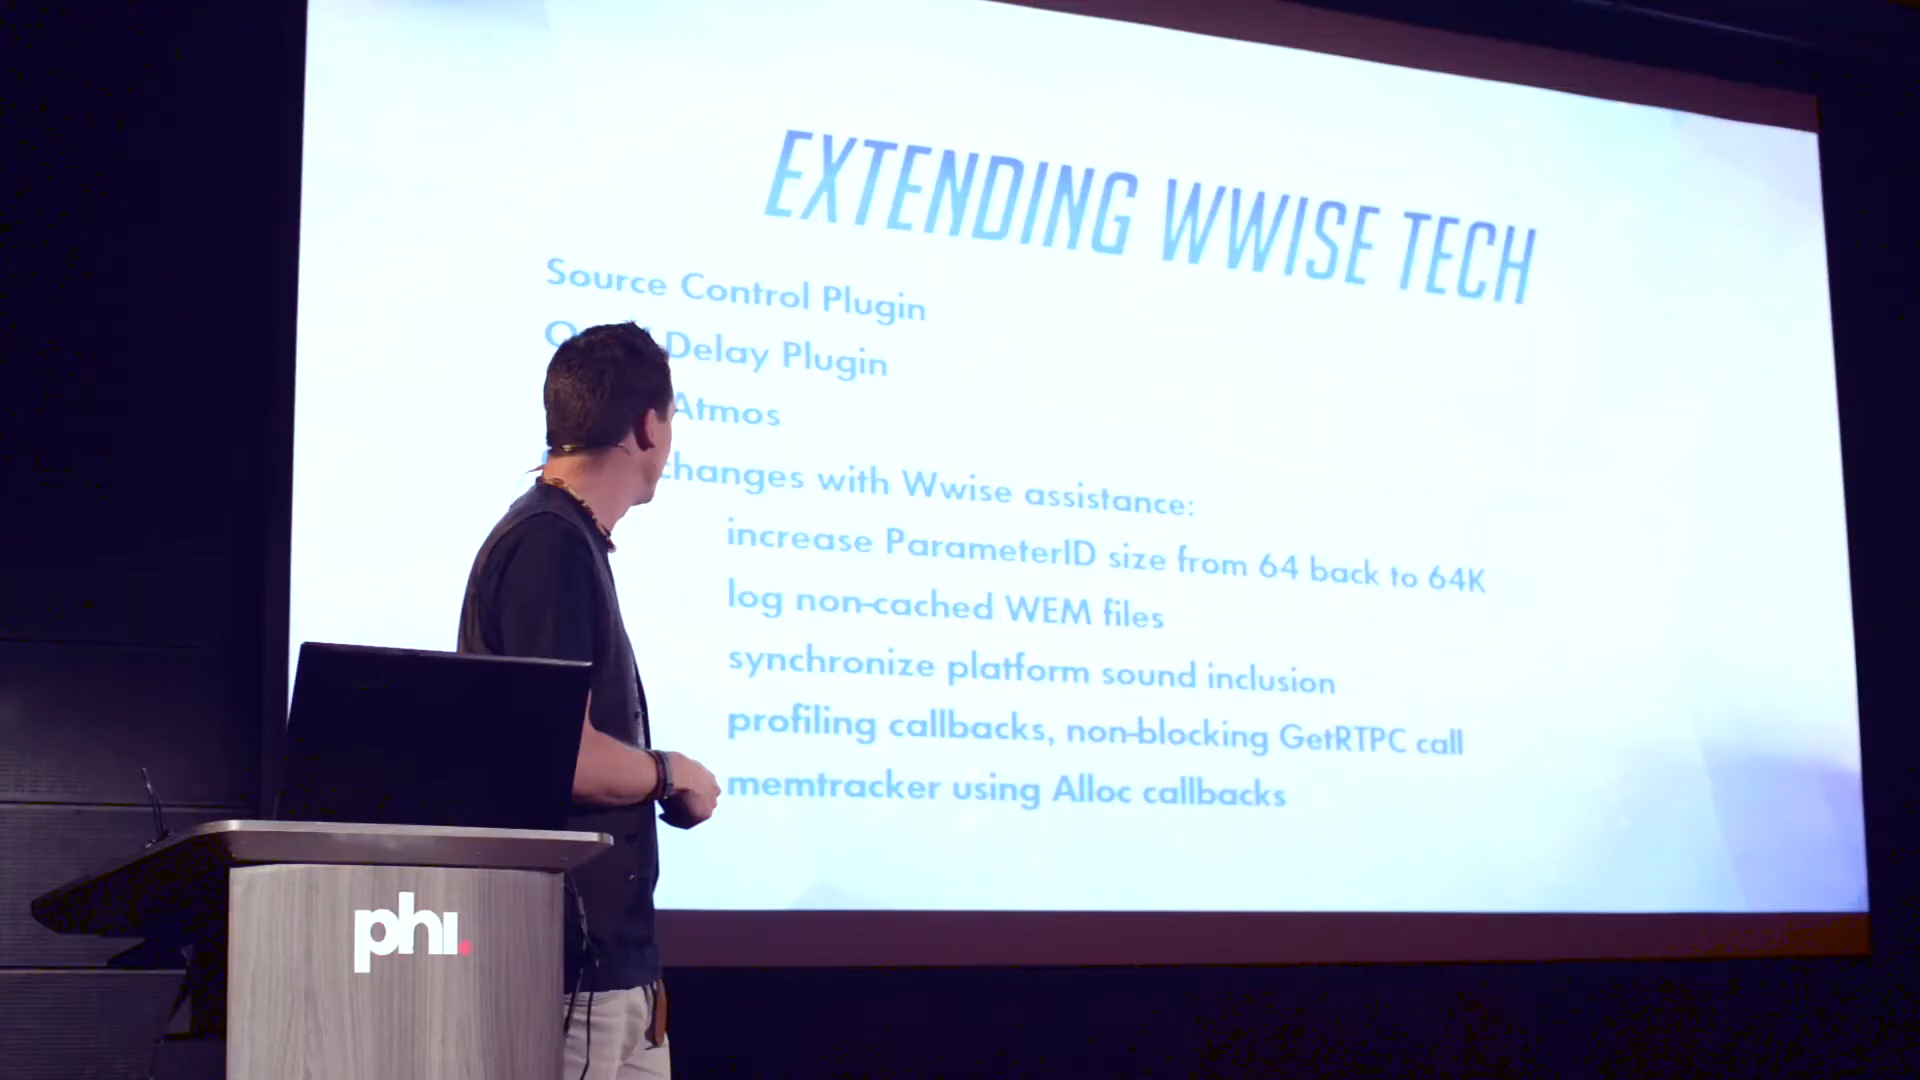 EXTENDING WWISE TECH
Source Control Plugin
Delay Plugin
Atmos
changes with Wwise assistance:
increase ParameterID size from 64 back to 64K
log non-cached WEM files
synchronize platform sound inclusion
profiling callbacks, non-blocking GetRTPC call
memtracker using Alloc callbacks
phi.